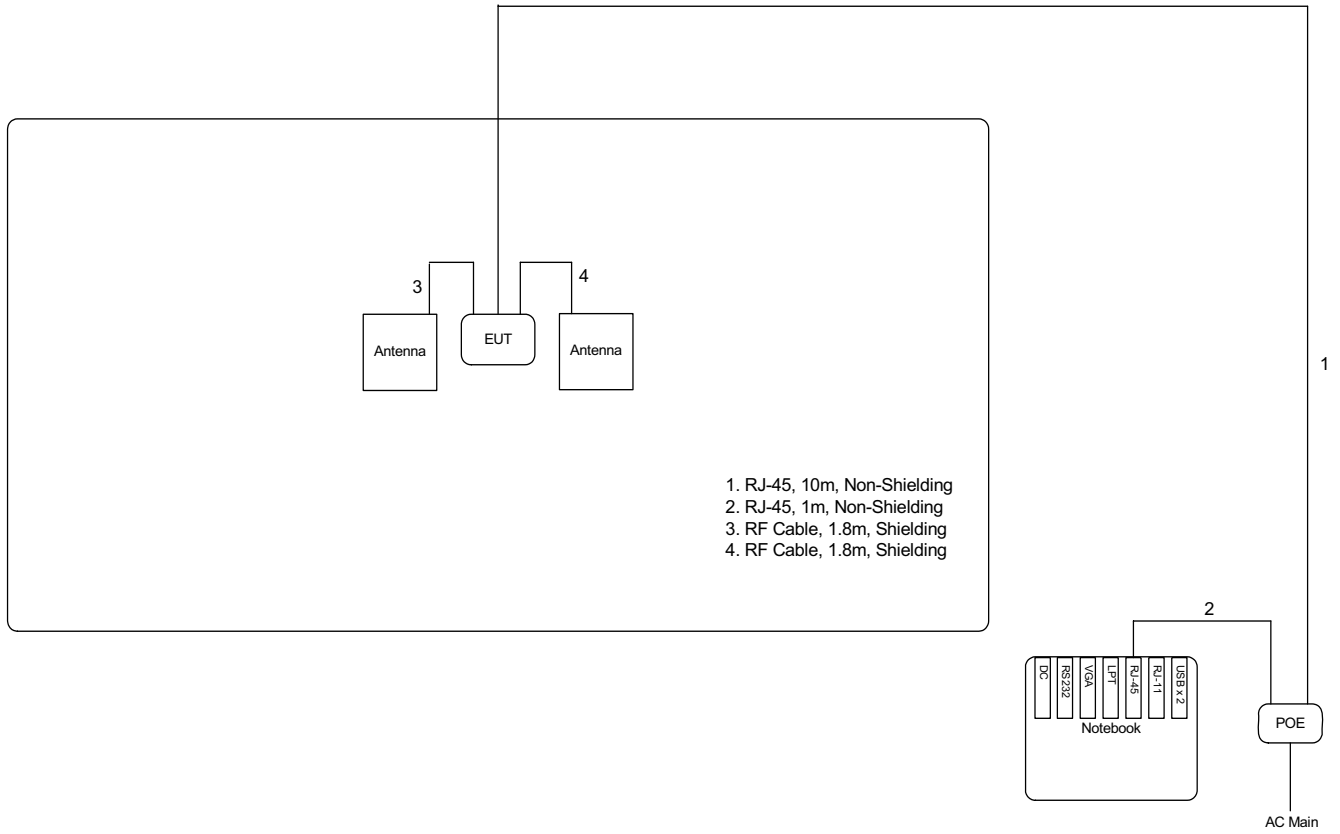 3
4
Antenna
EUT
Antenna
1
1. RJ-45, 10m, Non-Shielding
2. RJ-45, 1m, Non-Shielding
3. RF Cable, 1.8m, Shielding
4. RF Cable, 1.8m, Shielding
2
DC
RS232
VGA
LPT
RJ-45
RJ-11
USB x 2
Notebook
POE
AC Main